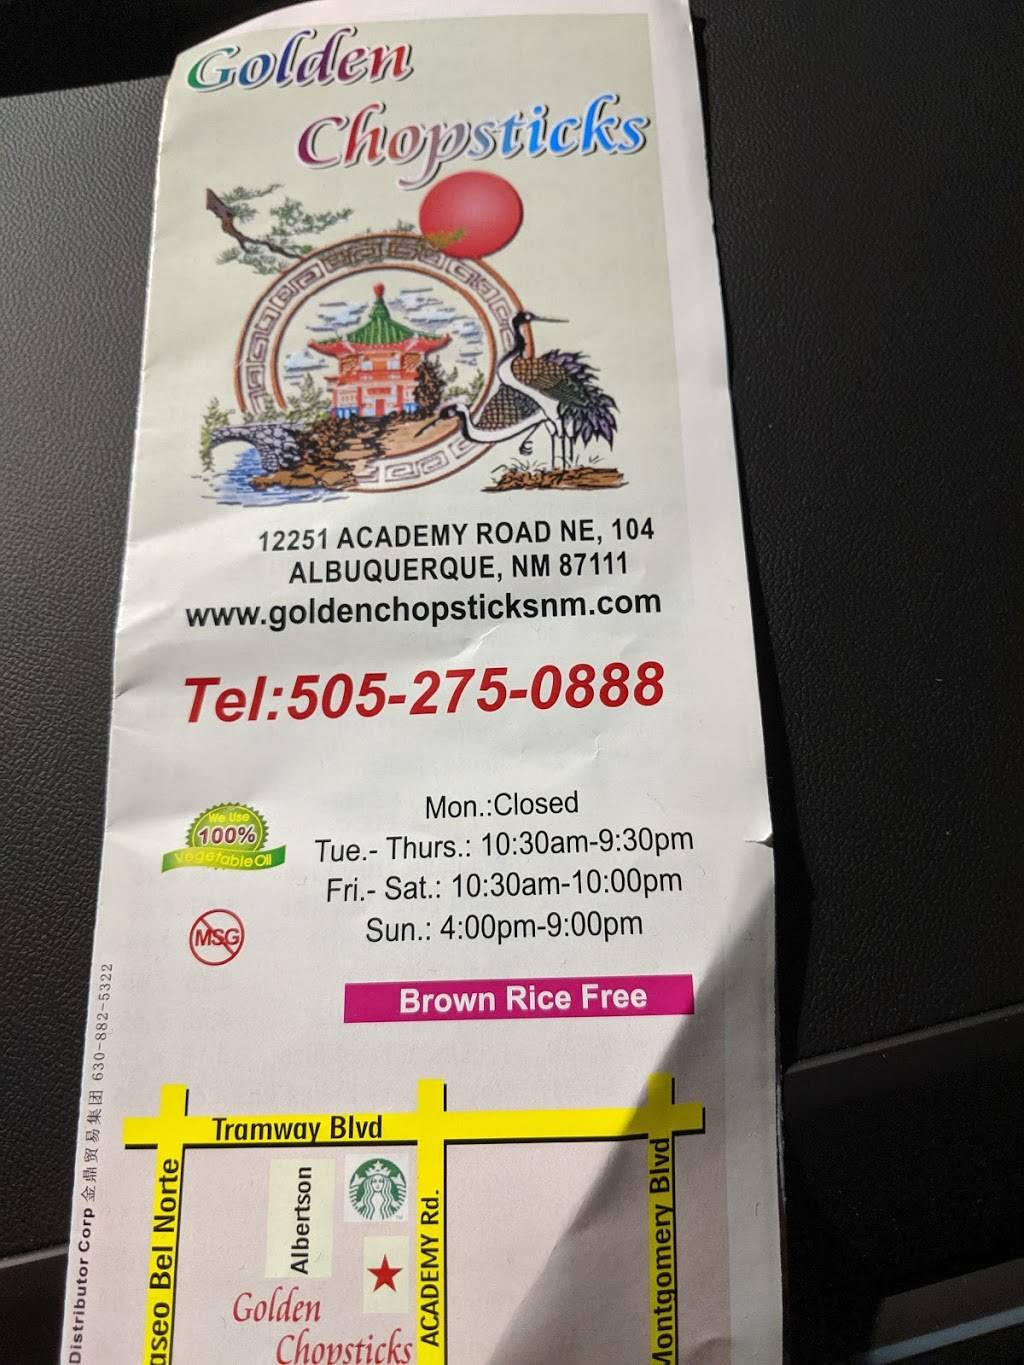 Golden
Chopsticks
12251 ACADEMY ROAD NE, 104
ALBUQUERQUE, NM 87111
www.goldenchopsticksnm.com
Tel:505-275-0888
We Use
100%
Vegetable Oil
MSG
Mon.:Closed
Tue.- Thurs.: 10:30am-9:30pm
Fri.- Sat.: 10:30am-10:00pm
Sun.: 4:00pm-9:00pm
Brown Rice Free
Tramway Blvd
aseo Bel Norte
Albertson
ACADEMY Rd.
Montgomery Blvd
Golden
Chopsticks
Distributor Corp 金鼎贸易集团 630-882-5322